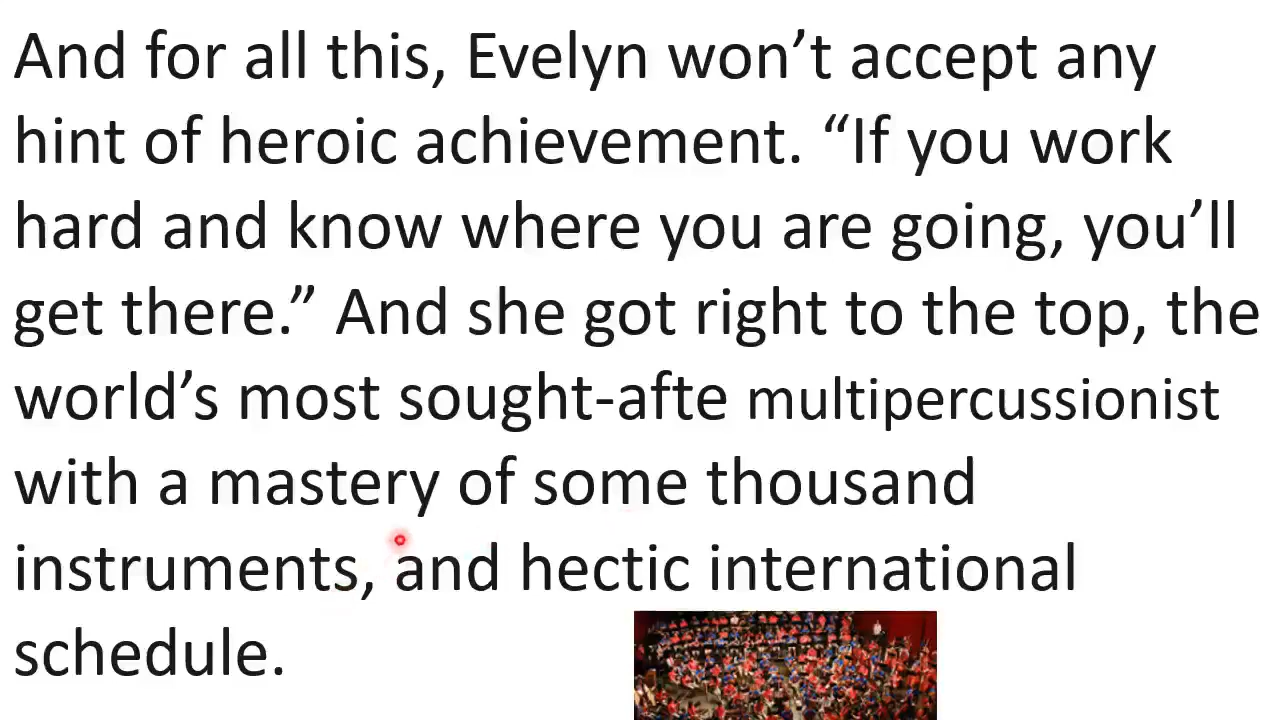 And for all this, Evelyn won’t accept any
hint of heroic achievement. “If you work
hard and know where you are going, you’ll
get there.” And she got right to the top, the
world’s most sought-afte multipercussionist
with a mastery of some thousand
instruments, and hectic international
schedule.